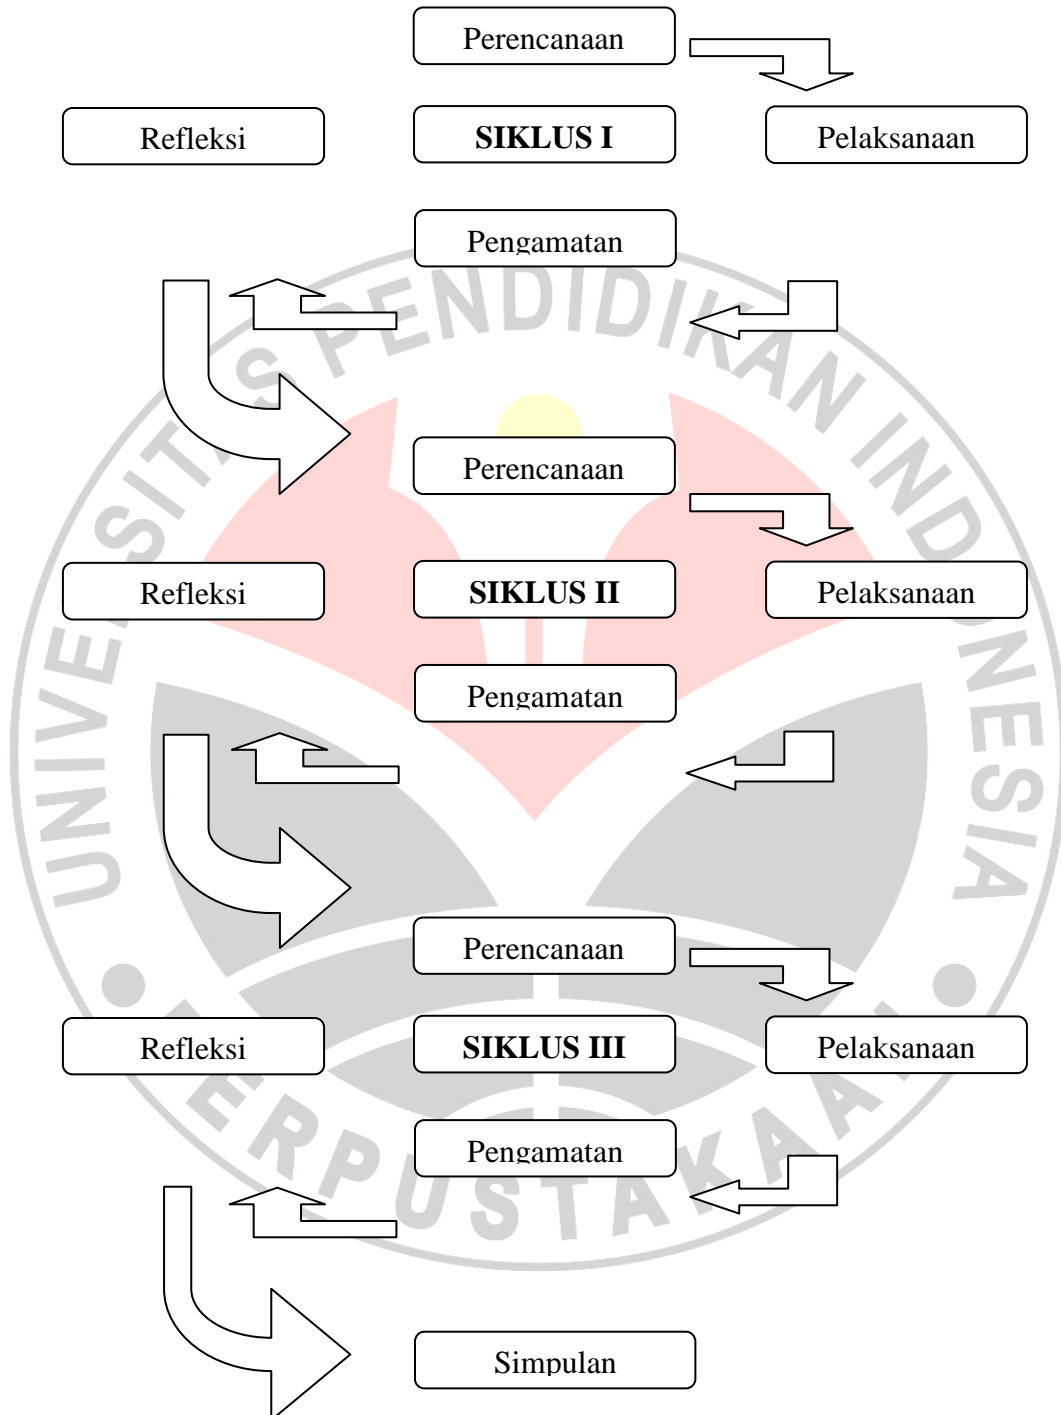 Perencanaan
Refleksi
SIKLUS I
Pelaksanaan
Pengamatan
Perencanaan
Refleksi
SIKLUS II
Pelaksanaan
Pengamatan
Perencanaan
Refleksi
SIKLUS III
Pelaksanaan
Pengamatan
Simpulan
UNIVERSITAS PENDIDIKAN INDONESIA
PERPUSTAKAAN